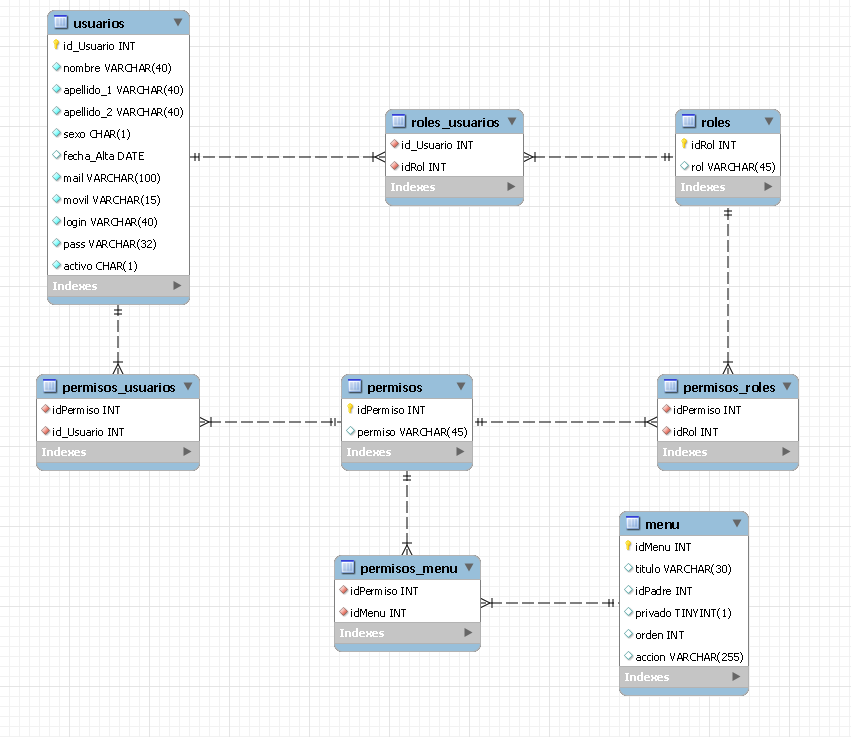 usuarios
id_Usuario INT
nombre VARCHAR(40)
apellido_1 VARCHAR(40)
apellido_2 VARCHAR(40)
sexo CHAR(1)
fecha_Alta DATE
mail VARCHAR(100)
movil VARCHAR(15)
login VARCHAR(40)
pass VARCHAR(32)
activo CHAR(1)
Indexes
roles_usuarios
id_Usuario INT
idRol INT
Indexes
roles
idRol INT
rol VARCHAR(45)
Indexes
permisos_usuarios
idPermiso INT
id_Usuario INT
Indexes
permisos
idPermiso INT
permiso VARCHAR(45)
Indexes
permisos_roles
idPermiso INT
idRol INT
Indexes
permisos_menu
idPermiso INT
idMenu INT
Indexes
menu
idMenu INT
titulo VARCHAR(30)
idPadre INT
privado TINYINT(1)
orden INT
accion VARCHAR(255)
Indexes